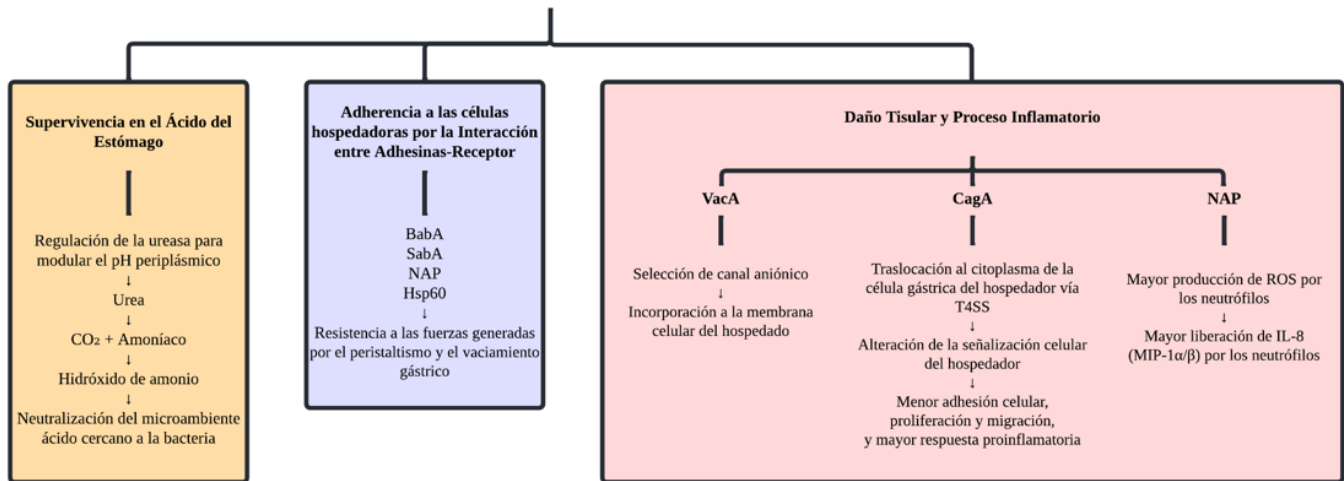 Supervivencia en el Ácido del
Estómago
Regulación de la ureasa para
modular el pH periplásmico
↓
Urea
↓
CO₂ + Amoníaco
↓
Hidróxido de amonio
↓
Neutralización del microambiente
ácido cercano a la bacteria
Adherencia a las células
hospedadoras por la Interacción
entre Adhesinas-Receptor
BabA
SabA
NAP
Hsp60
↓
Resistencia a las fuerzas generadas
por el peristaltismo y el vaciamiento
gástrico
Daño Tisular y Proceso Inflamatorio
VacA
Selección de canal aniónico
↓
Incorporación a la membrana
celular del hospedado
CagA
Traslocación al citoplasma de la
célula gástrica del hospedador vía
T4SS
↓
Alteración de la señalización celular
del hospedador
↓
Menor adhesión celular,
proliferación y migración,
y mayor respuesta proinflamatoria
NAP
Mayor producción de ROS por
los neutrófilos
↓
Mayor liberación de IL-8
(MIP-1α/β) por los neutrófilos